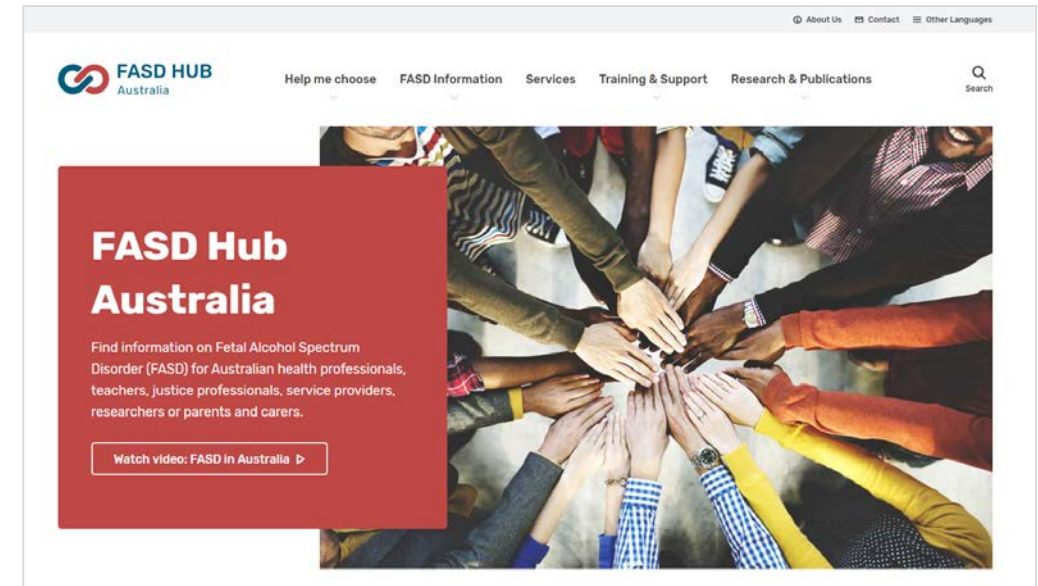 About Us Contact Other Languages
FASD HUB
Australia
Help me choose FASD Information Services Training & Support Research & Publications
Search
FASD Hub
Australia
Find information on Fetal Alcohol Spectrum
Disorder (FASD) for Australian health professionals,
teachers, justice professionals, service providers,
researchers or parents and carers.
Watch video: FASD in Australia